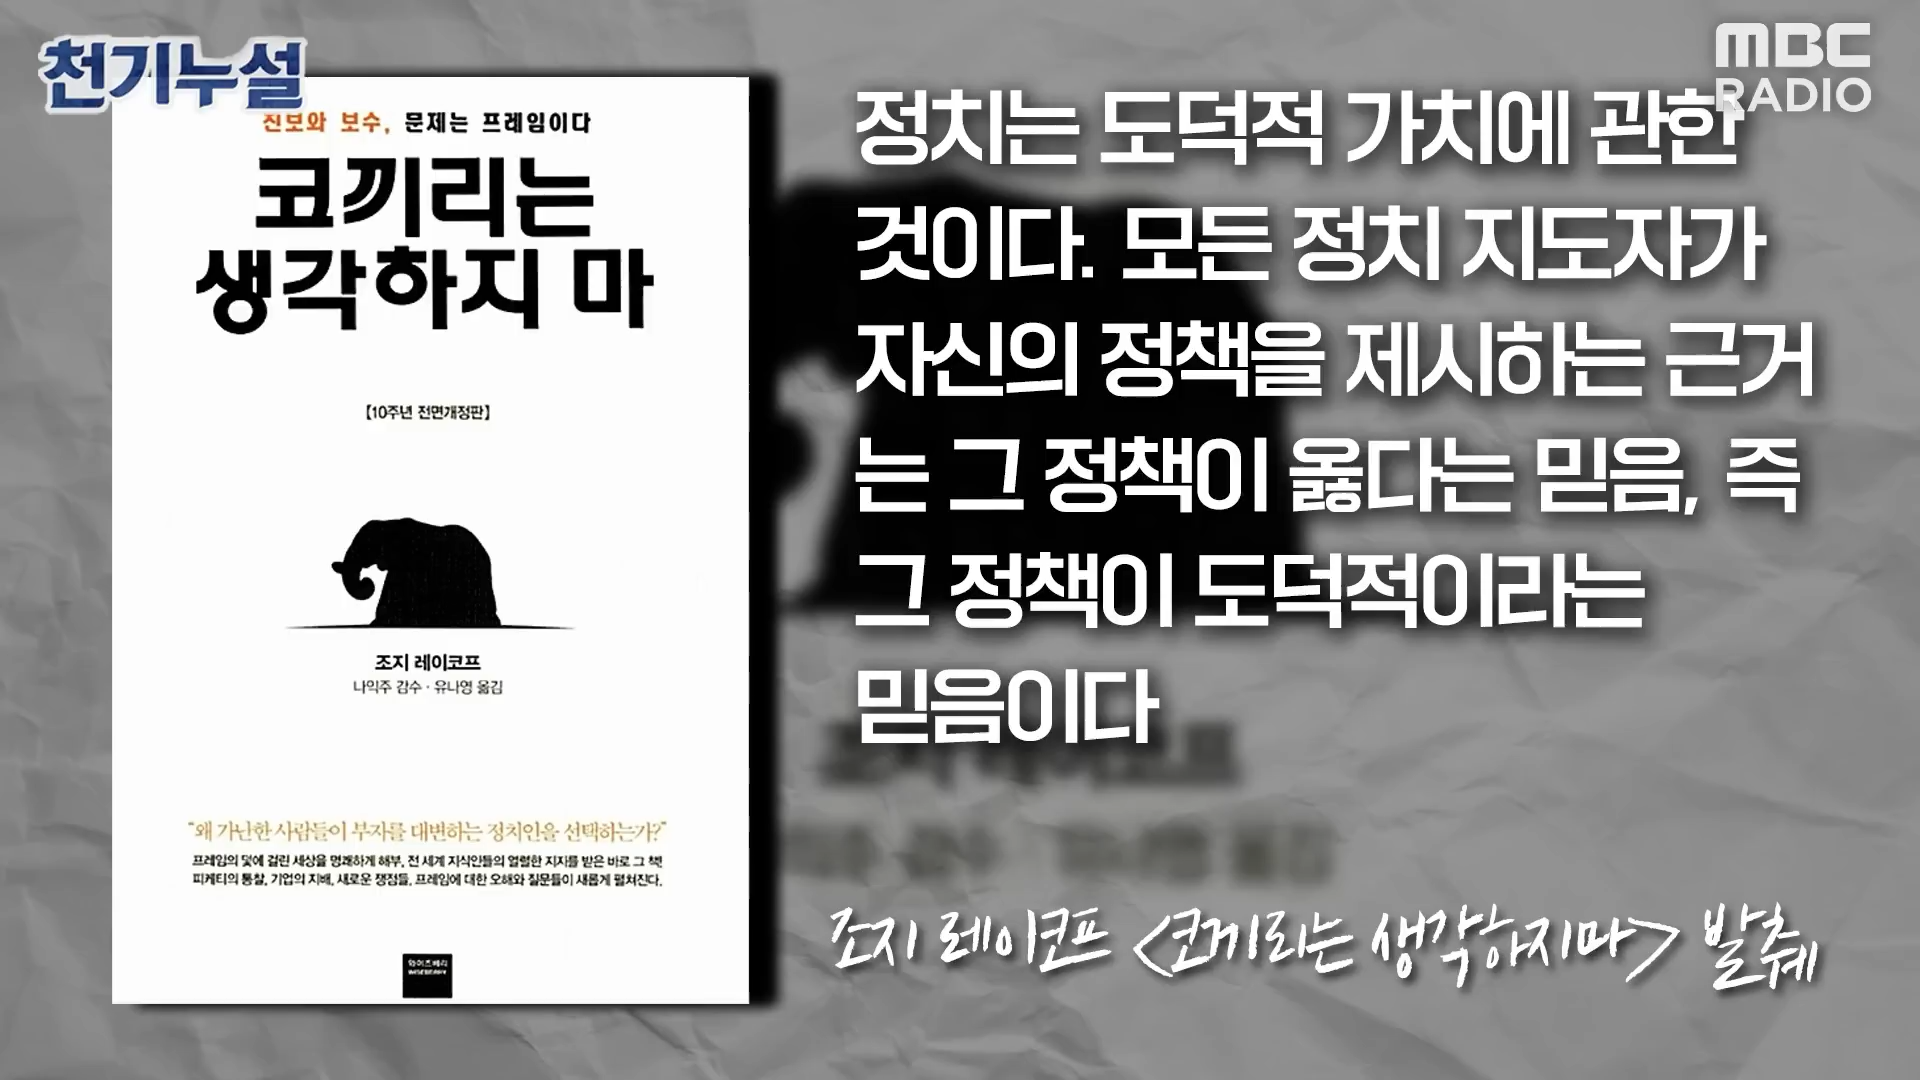 천기누설
MBC
RADIO
진보와 보수, 문제는 프레임이다
코끼리는
생각하지 마
【10주년 전면개정판】
조지 레이코프
나익주 감수 · 유나영 옮김
“왜 가난한 사람들이 부자를 대변하는 정치인을 선택하는가?”
프레임의 덫에 걸린 세상을 명쾌하게 해부, 전 세계 지식인들의 열렬한 지지를 받은 바로 그 책!
피케티의 통찰, 기업의 지배, 새로운 쟁점들, 프레임에 대한 오해와 질문들이 새롭게 펼쳐진다.
와이즈베리
WISEBERRY
정치는 도덕적 가치에 관한
것이다. 모든 정치 지도자가
자신의 정책을 제시하는 근거
는 그 정책이 옳다는 믿음, 즉
그 정책이 도덕적이라는
믿음이다
조지 레이코프 <코끼리는 생각하지마> 발췌